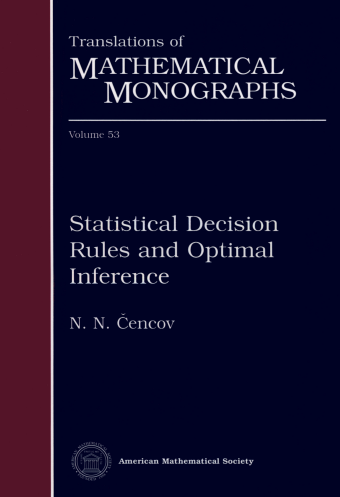 Translations of
MATHEMATICAL
MONOGRAPHS
Volume 53
Statistical Decision
Rules and Optimal
Inference
N. N. Čencov
American Mathematical Society